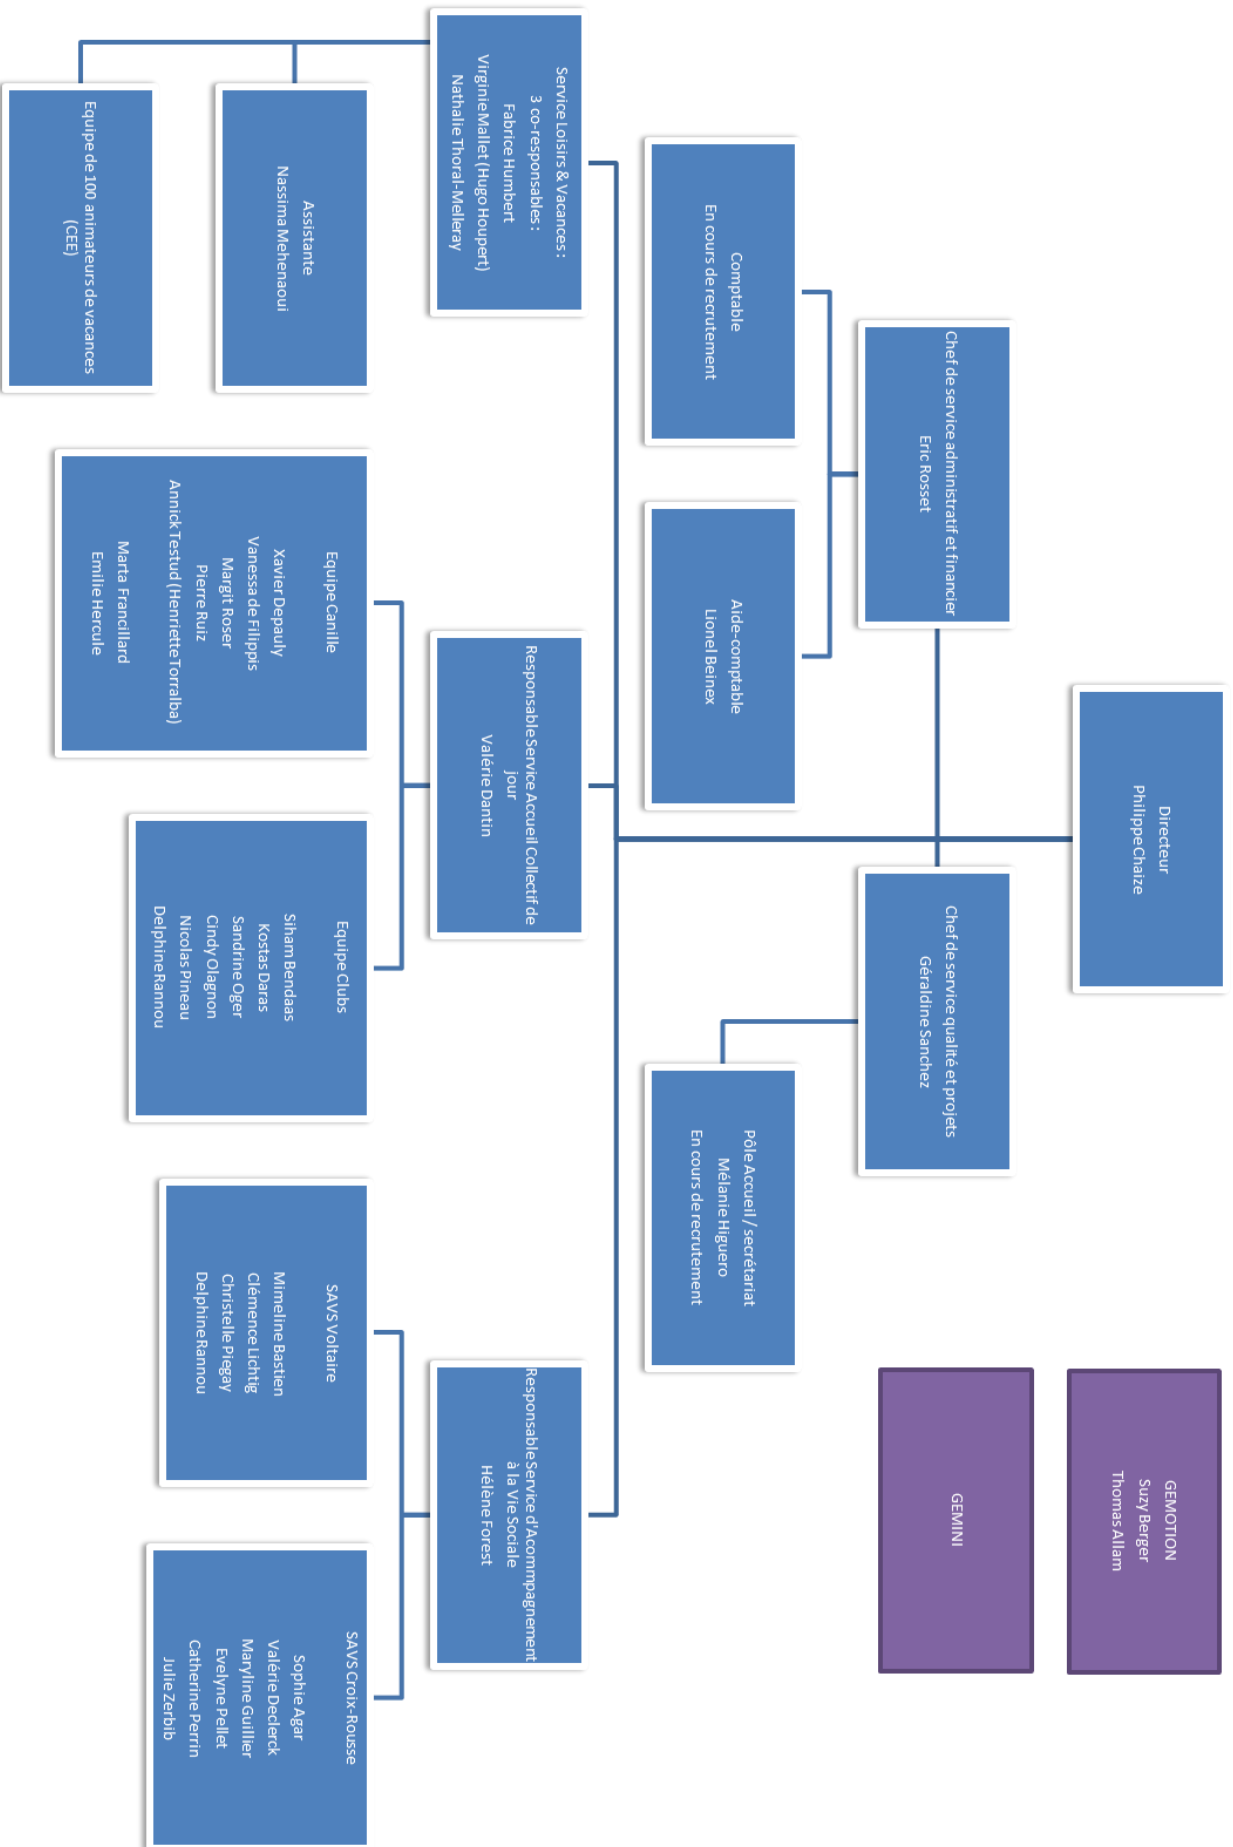 Directeur
Philippe Chaize
GEMOTION
Suzy Berger
Thomas Allam
Chef de service administratif et financier
Eric Rosset
Chef de service qualité et projets
Géraldine Sanchez
GEMINI
Comptable
En cours de recrutement
Aide-comptable
Lionel Beinex
Pôle Accueil / secrétariat
Mélanie Higuero
En cours de recrutement
Service Loisirs & Vacances :
3 co-responsables :
Fabrice Humbert
Virginie Mallet (Hugo Houpert)
Nathalie Thoral-Melleray
Responsable Service Accueil Collectif de
jour
Valérie Dantin
Responsable Service d'Acommpagnement
à la Vie Sociale
Hélène Forest
Assistante
Nassima Mehenaoui
Equipe de 100 animateurs de vacances
(CEE)
Equipe Canille
Xavier Depauly
Vanessa de Filippis
Margit Roser
Pierre Ruiz
Annick Testud (Henriette Torralba)
Marta Francillard
Emilie Hercule
Equipe Clubs
Siham Bendaas
Kostas Daras
Sandrine Oger
Cindy Olagnon
Nicolas Pineau
Delphine Rannou
SAVS Voltaire
Mimeline Bastien
Clémence Lichtig
Christelle Piegay
Delphine Rannou
SAVS Croix-Rousse
Sophie Agar
Valérie Declerck
Maryline Guillier
Evelyne Pellet
Catherine Perrin
Julie Zerbib